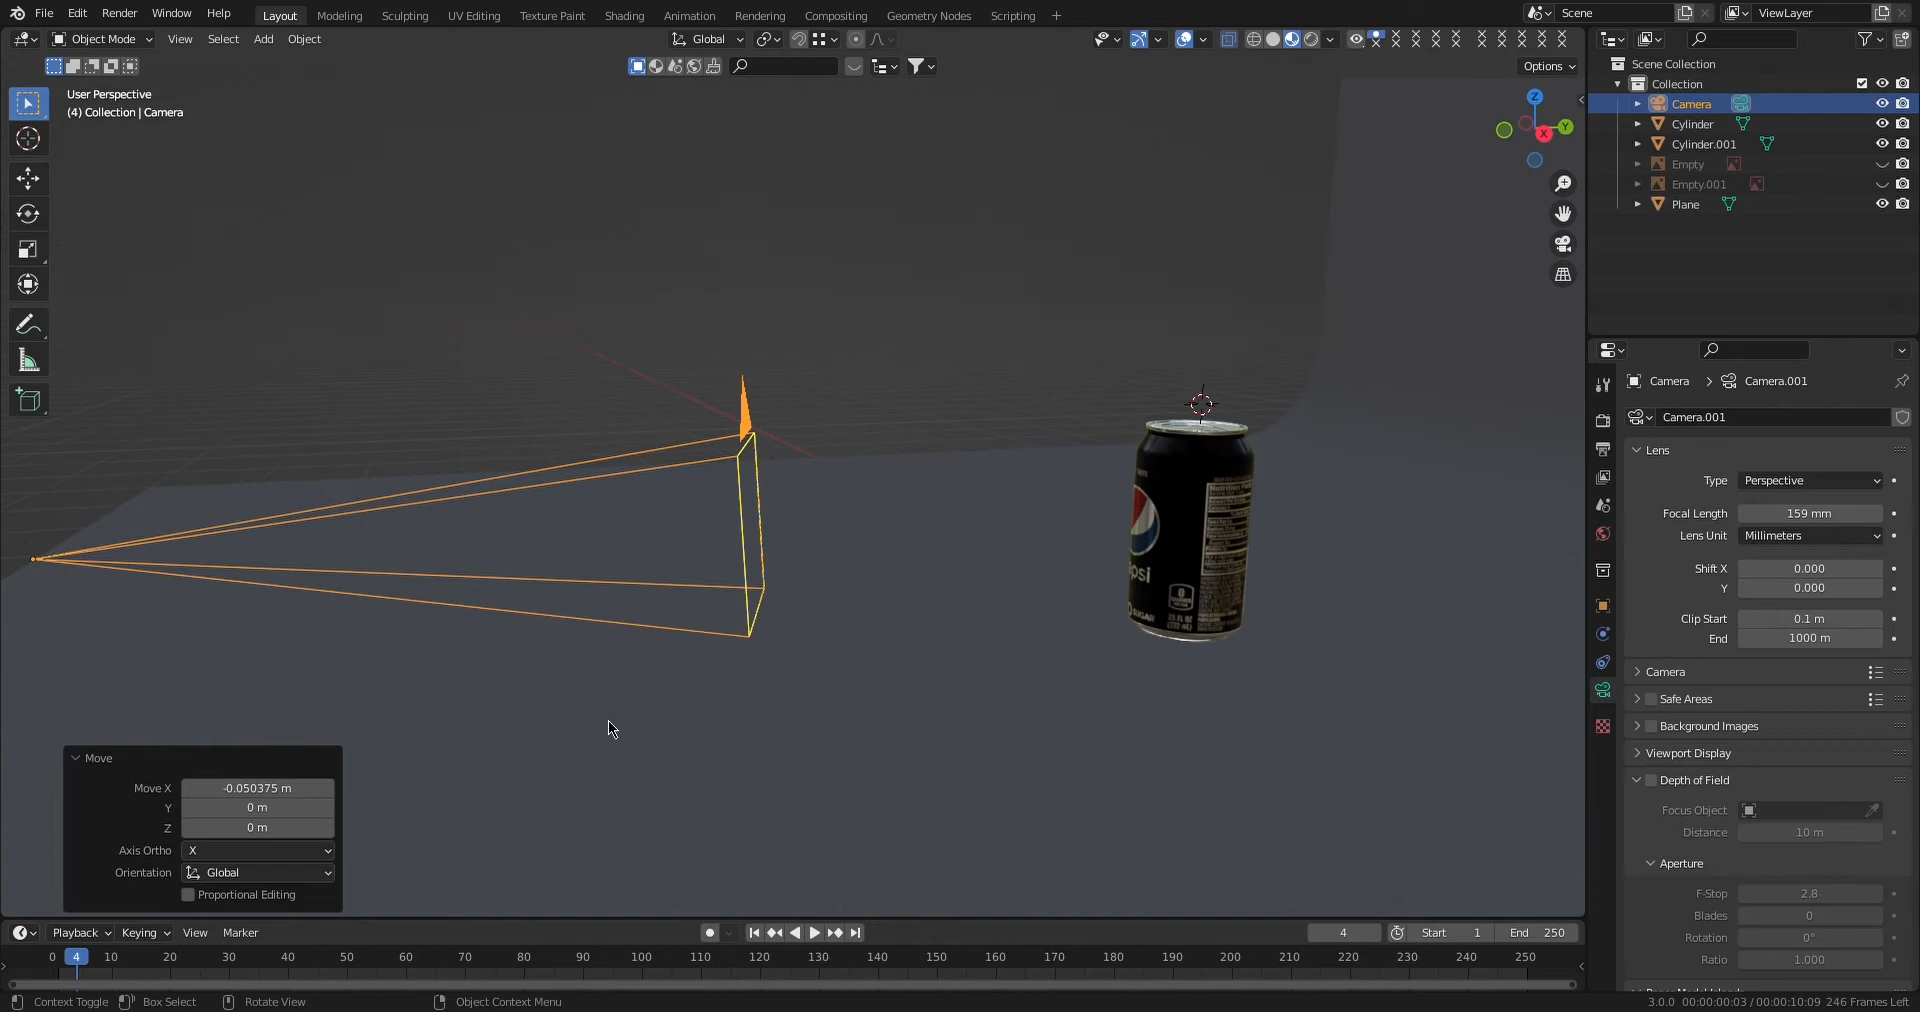 File Edit Render Window Help
Layout Modeling Sculpting UV Editing Texture Paint Shading Animation Rendering Compositing Geometry Nodes Scripting +
Scene
ViewLayer
Object Mode View Select Add Object
Global
Options
User Perspective
(4) Collection | Camera
Z
Y
X
Scene Collection
Collection
Camera
Cylinder
Cylinder.001
Empty
Empty.001
Plane
Camera Camera.001
Camera.001
Lens
Type Perspective
Focal Length 159 mm
Lens Unit Millimeters
Shift X 0.000
Y 0.000
Clip Start 0.1 m
End 1000 m
Camera
Safe Areas
Background Images
Viewport Display
Depth of Field
Focus Object
Distance 10 m
Aperture
F-Stop 2.8
Blades 0
Rotation 0°
Ratio 1.000
epsi
0
SUGAR
Move
Move X -0.050375 m
Y 0 m
Z 0 m
Axis Ortho X
Orientation Global
Proportional Editing
Playback Keying View Marker
4
Start 1 End 250
0 4 10 20 30 40 50 60 70 80 90 100 110 120 130 140 150 160 170 180 190 200 210 220 230 240 250
Context Toggle Box Select Rotate View Object Context Menu
3.0.0 00:00:00:03 / 00:00:10:09 246 Frames Left